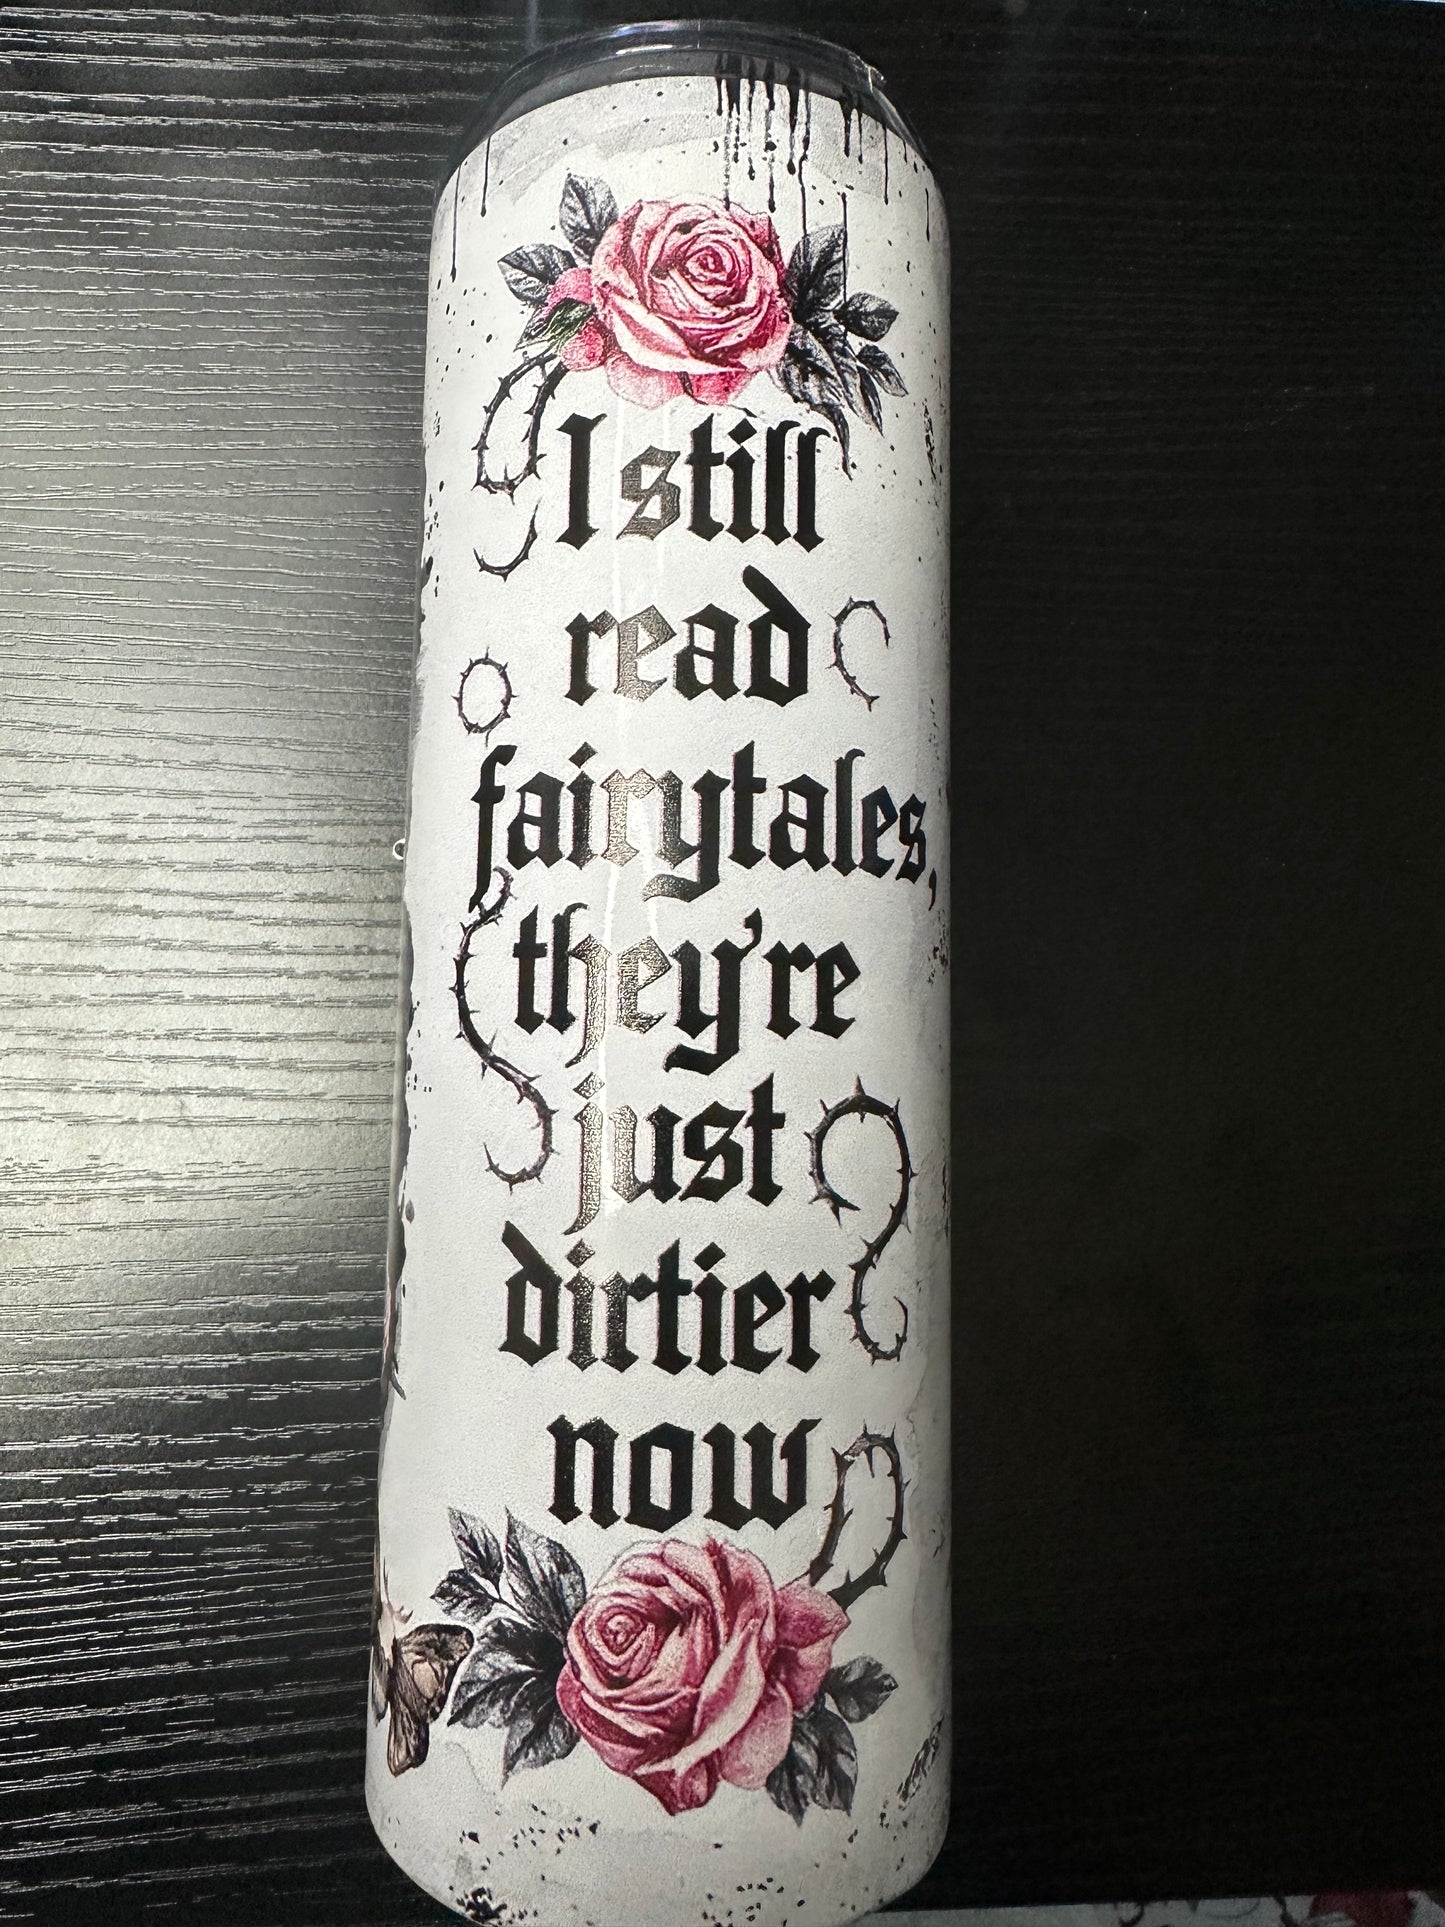 I still
read
fairytales,
they're
just
dirtier
now